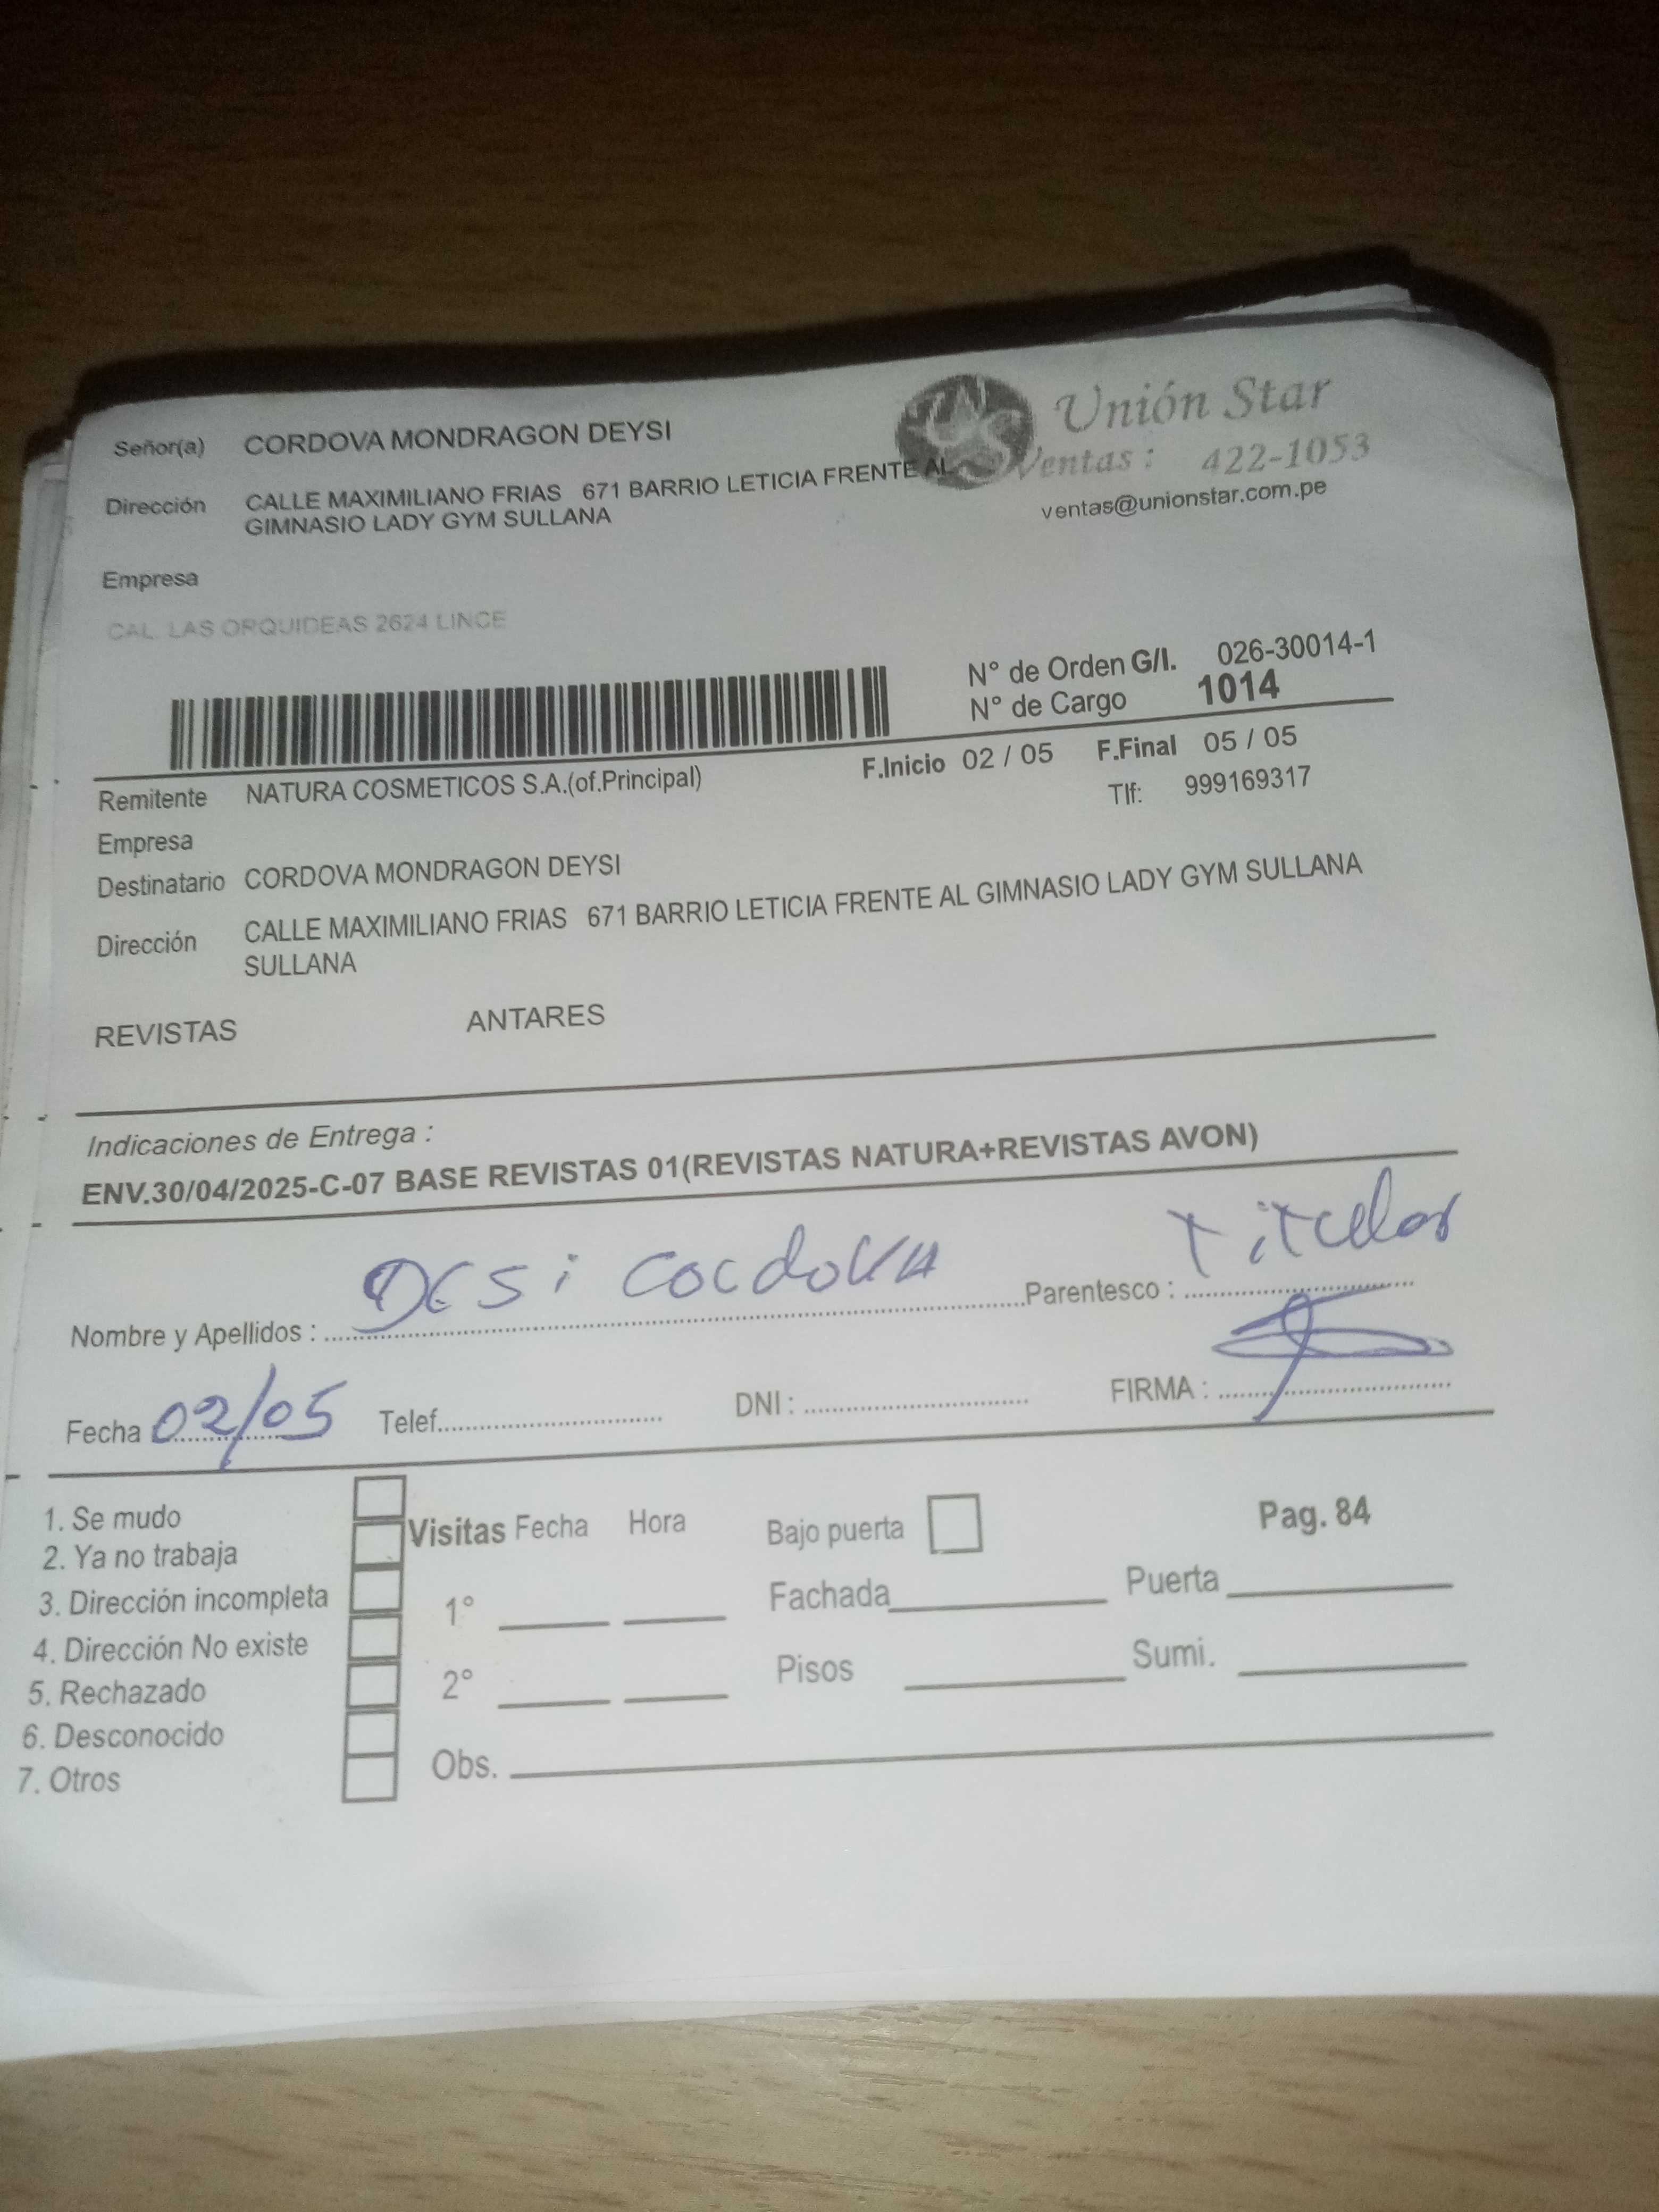 Señor(a) CORDOVA MONDRAGON DEYSI
Unión Star
Ventas : 422-1053
ventas@unionstar.com.pe
Dirección CALLE MAXIMILIANO FRIAS 671 BARRIO LETICIA FRENTE AL
GIMNASIO LADY GYM SULLANA
Empresa
CAL. LAS ORQUIDEAS 2624 LINCE
N° de Orden G/I. 026-30014-1
N° de Cargo 1014
F.Inicio 02 / 05 F.Final 05 / 05
Remitente NATURA COSMETICOS S.A.(of.Principal)
Tlf: 999169317
Empresa
Destinatario CORDOVA MONDRAGON DEYSI
Dirección CALLE MAXIMILIANO FRIAS 671 BARRIO LETICIA FRENTE AL GIMNASIO LADY GYM SULLANA
SULLANA
REVISTAS ANTARES
Indicaciones de Entrega :
ENV.30/04/2025-C-07 BASE REVISTAS 01(REVISTAS NATURA+REVISTAS AVON)
Nombre y Apellidos : Desi CordoVA Parentesco : Titular
Fecha 02/05 Telef. DNI : FIRMA :
1. Se mudo
2. Ya no trabaja
3. Dirección incompleta
4. Dirección No existe
5. Rechazado
6. Desconocido
7. Otros
Visitas Fecha Hora
1°
2°
Obs.
Bajo puerta
Pag. 84
Fachada Puerta
Pisos Sumi.